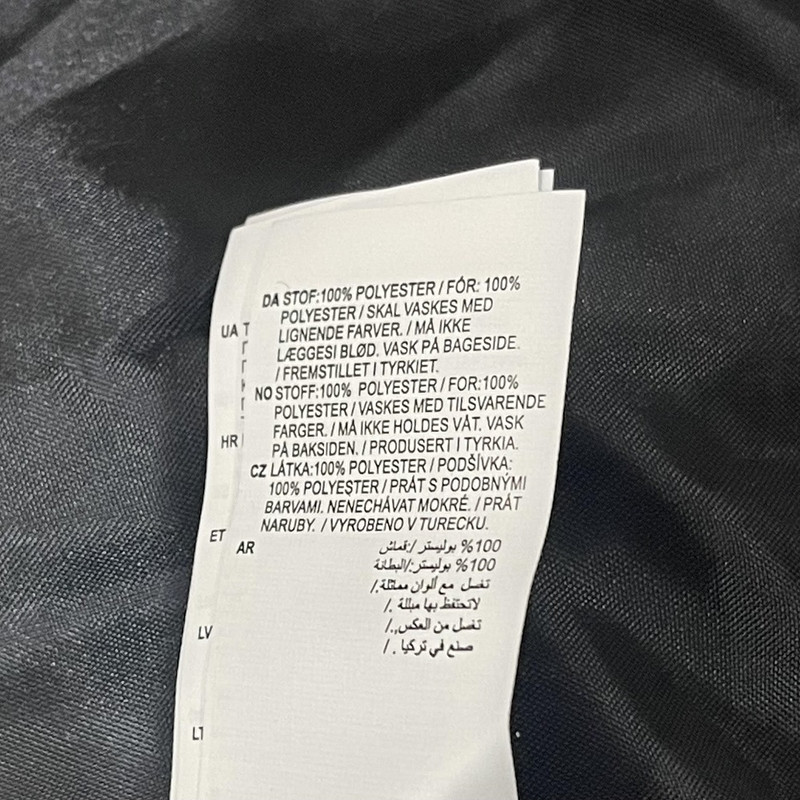 DA STOF:100% POLYESTER / FÓR: 100%
POLYESTER / SKAL VASKES MED
LIGNENDE FARVER. / MÅ IKKE
LÆGGESI BLØD. VASK PÅ BAGESIDE.
/ FREMSTILLET I TYRKIET.
NO STOFF:100% POLYESTER / FOR:100%
POLYESTER / VASKES MED TILSVARENDE
FARGER. / MÅ IKKE HOLDES VÅT. VASK
PÅ BAKSIDEN. / PRODUSERT I TYRKIA.
CZ LÁTKA:100% POLYESTER / PODŠÍVKA:
100% POLYESTER / PRÁT S PODOBNÝMI
BARVAMI. NENECHÁVAT MOKRÉ. / PRÁT
NARUBY. / VYROBENO V TURECKU.
AR
100% بوليستر /:قماش
100% بوليستر:/البطانة
تغسل مع ألوان مماثلة./
لاتحتفظ بها مبللة ./
تغسل من العكس.,/
صنع في تركيا . /
UA T
HR
ET
LV
LT